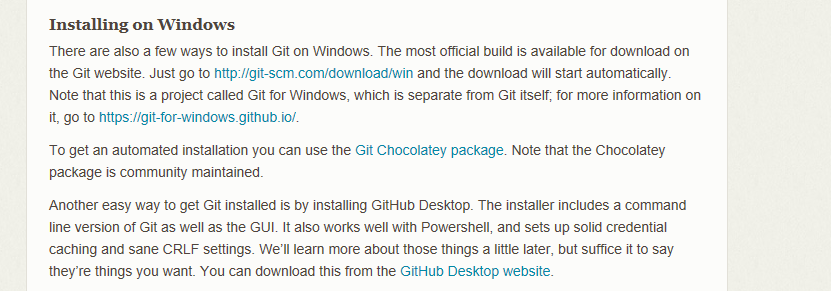 Installing on Windows
There are also a few ways to install Git on Windows. The most official build is available for download on
the Git website. Just go to http://git-scm.com/download/win and the download will start automatically.
Note that this is a project called Git for Windows, which is separate from Git itself; for more information on
it, go to https://git-for-windows.github.io/.
To get an automated installation you can use the Git Chocolatey package. Note that the Chocolatey
package is community maintained.
Another easy way to get Git installed is by installing GitHub Desktop. The installer includes a command
line version of Git as well as the GUI. It also works well with Powershell, and sets up solid credential
caching and sane CRLF settings. We’ll learn more about those things a little later, but suffice it to say
they’re things you want. You can download this from the GitHub Desktop website.